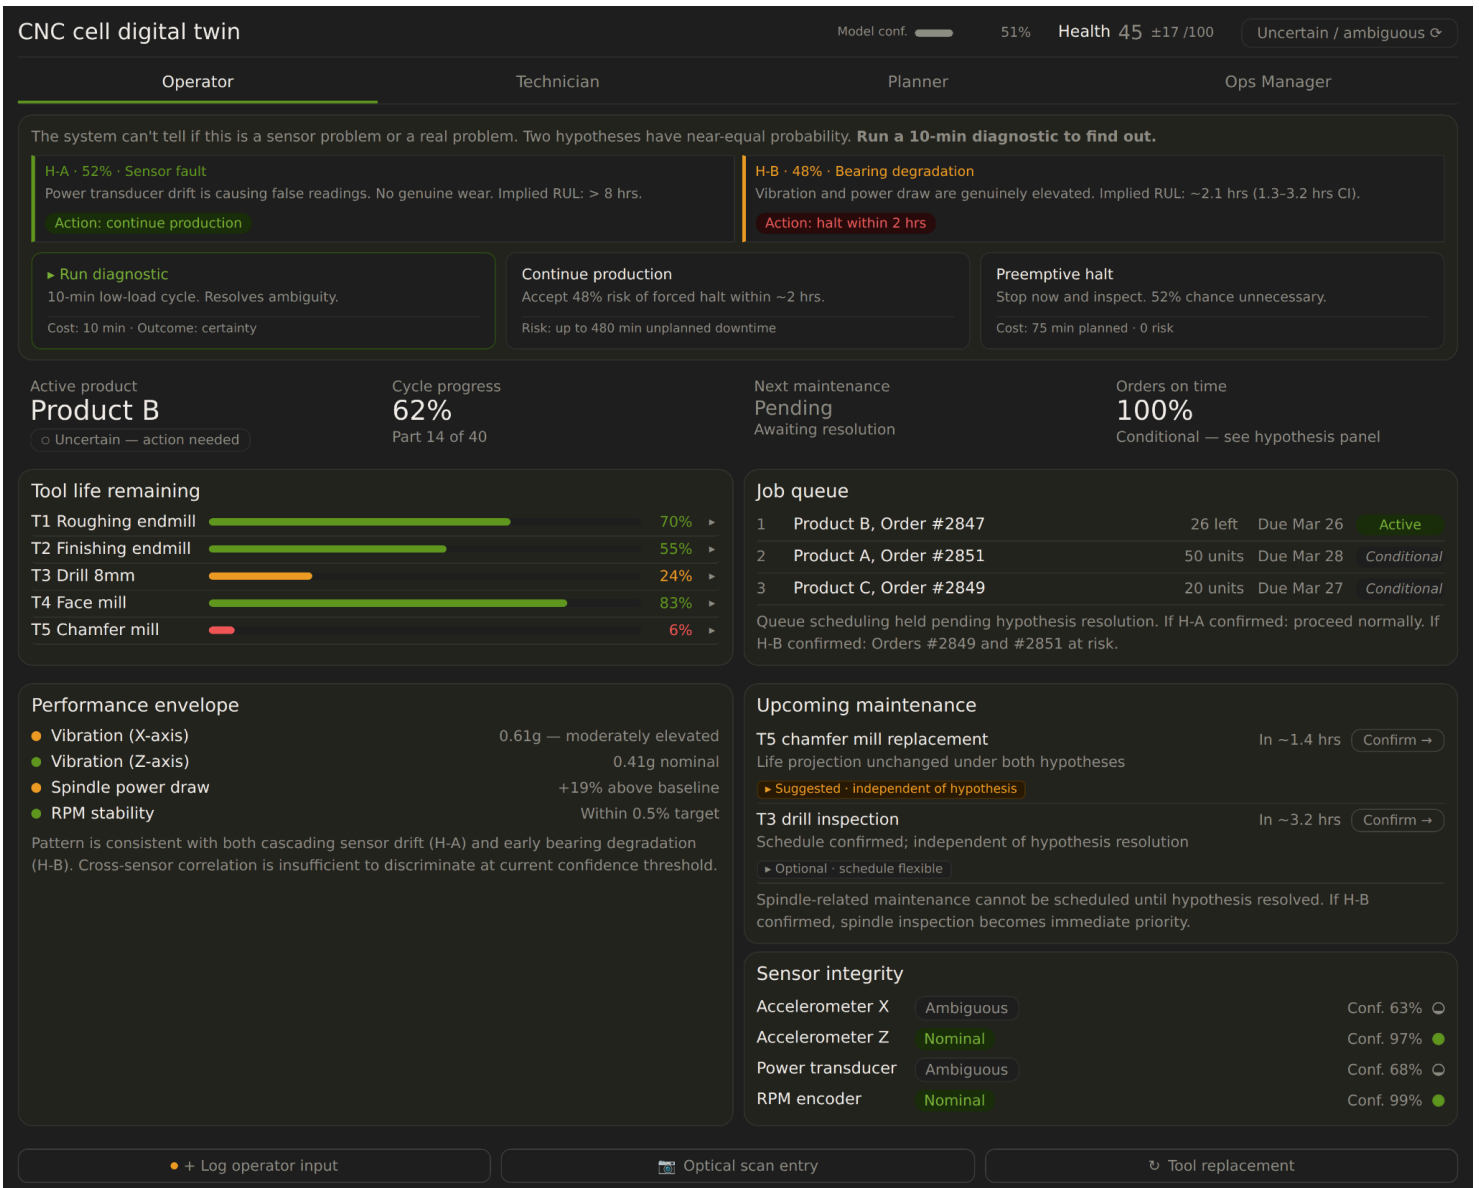 CNC cell digital twin
Model conf. 51% Health 45 ±17 /100 Uncertain / ambiguous ⟳
Operator Technician Planner Ops Manager
The system can't tell if this is a sensor problem or a real problem. Two hypotheses have near-equal probability. Run a 10-min diagnostic to find out.
H-A · 52% · Sensor fault
Power transducer drift is causing false readings. No genuine wear. Implied RUL: > 8 hrs.
Action: continue production
H-B · 48% · Bearing degradation
Vibration and power draw are genuinely elevated. Implied RUL: ~2.1 hrs (1.3–3.2 hrs CI).
Action: halt within 2 hrs
▸ Run diagnostic
10-min low-load cycle. Resolves ambiguity.
Cost: 10 min · Outcome: certainty
Continue production
Accept 48% risk of forced halt within ~2 hrs.
Risk: up to 480 min unplanned downtime
Preemptive halt
Stop now and inspect. 52% chance unnecessary.
Cost: 75 min planned · 0 risk
Active product
Product B
○ Uncertain — action needed
Cycle progress
62%
Part 14 of 40
Next maintenance
Pending
Awaiting resolution
Orders on time
100%
Conditional — see hypothesis panel
Tool life remaining
T1 Roughing endmill 70% ▸
T2 Finishing endmill 55% ▸
T3 Drill 8mm 24% ▸
T4 Face mill 83% ▸
T5 Chamfer mill 6% ▸
Job queue
1 Product B, Order #2847 26 left Due Mar 26 Active
2 Product A, Order #2851 50 units Due Mar 28 Conditional
3 Product C, Order #2849 20 units Due Mar 27 Conditional
Queue scheduling held pending hypothesis resolution. If H-A confirmed: proceed normally. If
H-B confirmed: Orders #2849 and #2851 at risk.
Performance envelope
Vibration (X-axis) 0.61g — moderately elevated
Vibration (Z-axis) 0.41g nominal
Spindle power draw +19% above baseline
RPM stability Within 0.5% target
Pattern is consistent with both cascading sensor drift (H-A) and early bearing degradation
(H-B). Cross-sensor correlation is insufficient to discriminate at current confidence threshold.
Upcoming maintenance
T5 chamfer mill replacement In ~1.4 hrs Confirm →
Life projection unchanged under both hypotheses
▸ Suggested · independent of hypothesis
T3 drill inspection In ~3.2 hrs Confirm →
Schedule confirmed; independent of hypothesis resolution
▸ Optional · schedule flexible
Spindle-related maintenance cannot be scheduled until hypothesis resolved. If H-B
confirmed, spindle inspection becomes immediate priority.
Sensor integrity
Accelerometer X Ambiguous Conf. 63%
Accelerometer Z Nominal Conf. 97%
Power transducer Ambiguous Conf. 68%
RPM encoder Nominal Conf. 99%
+ Log operator input
Optical scan entry
↻ Tool replacement